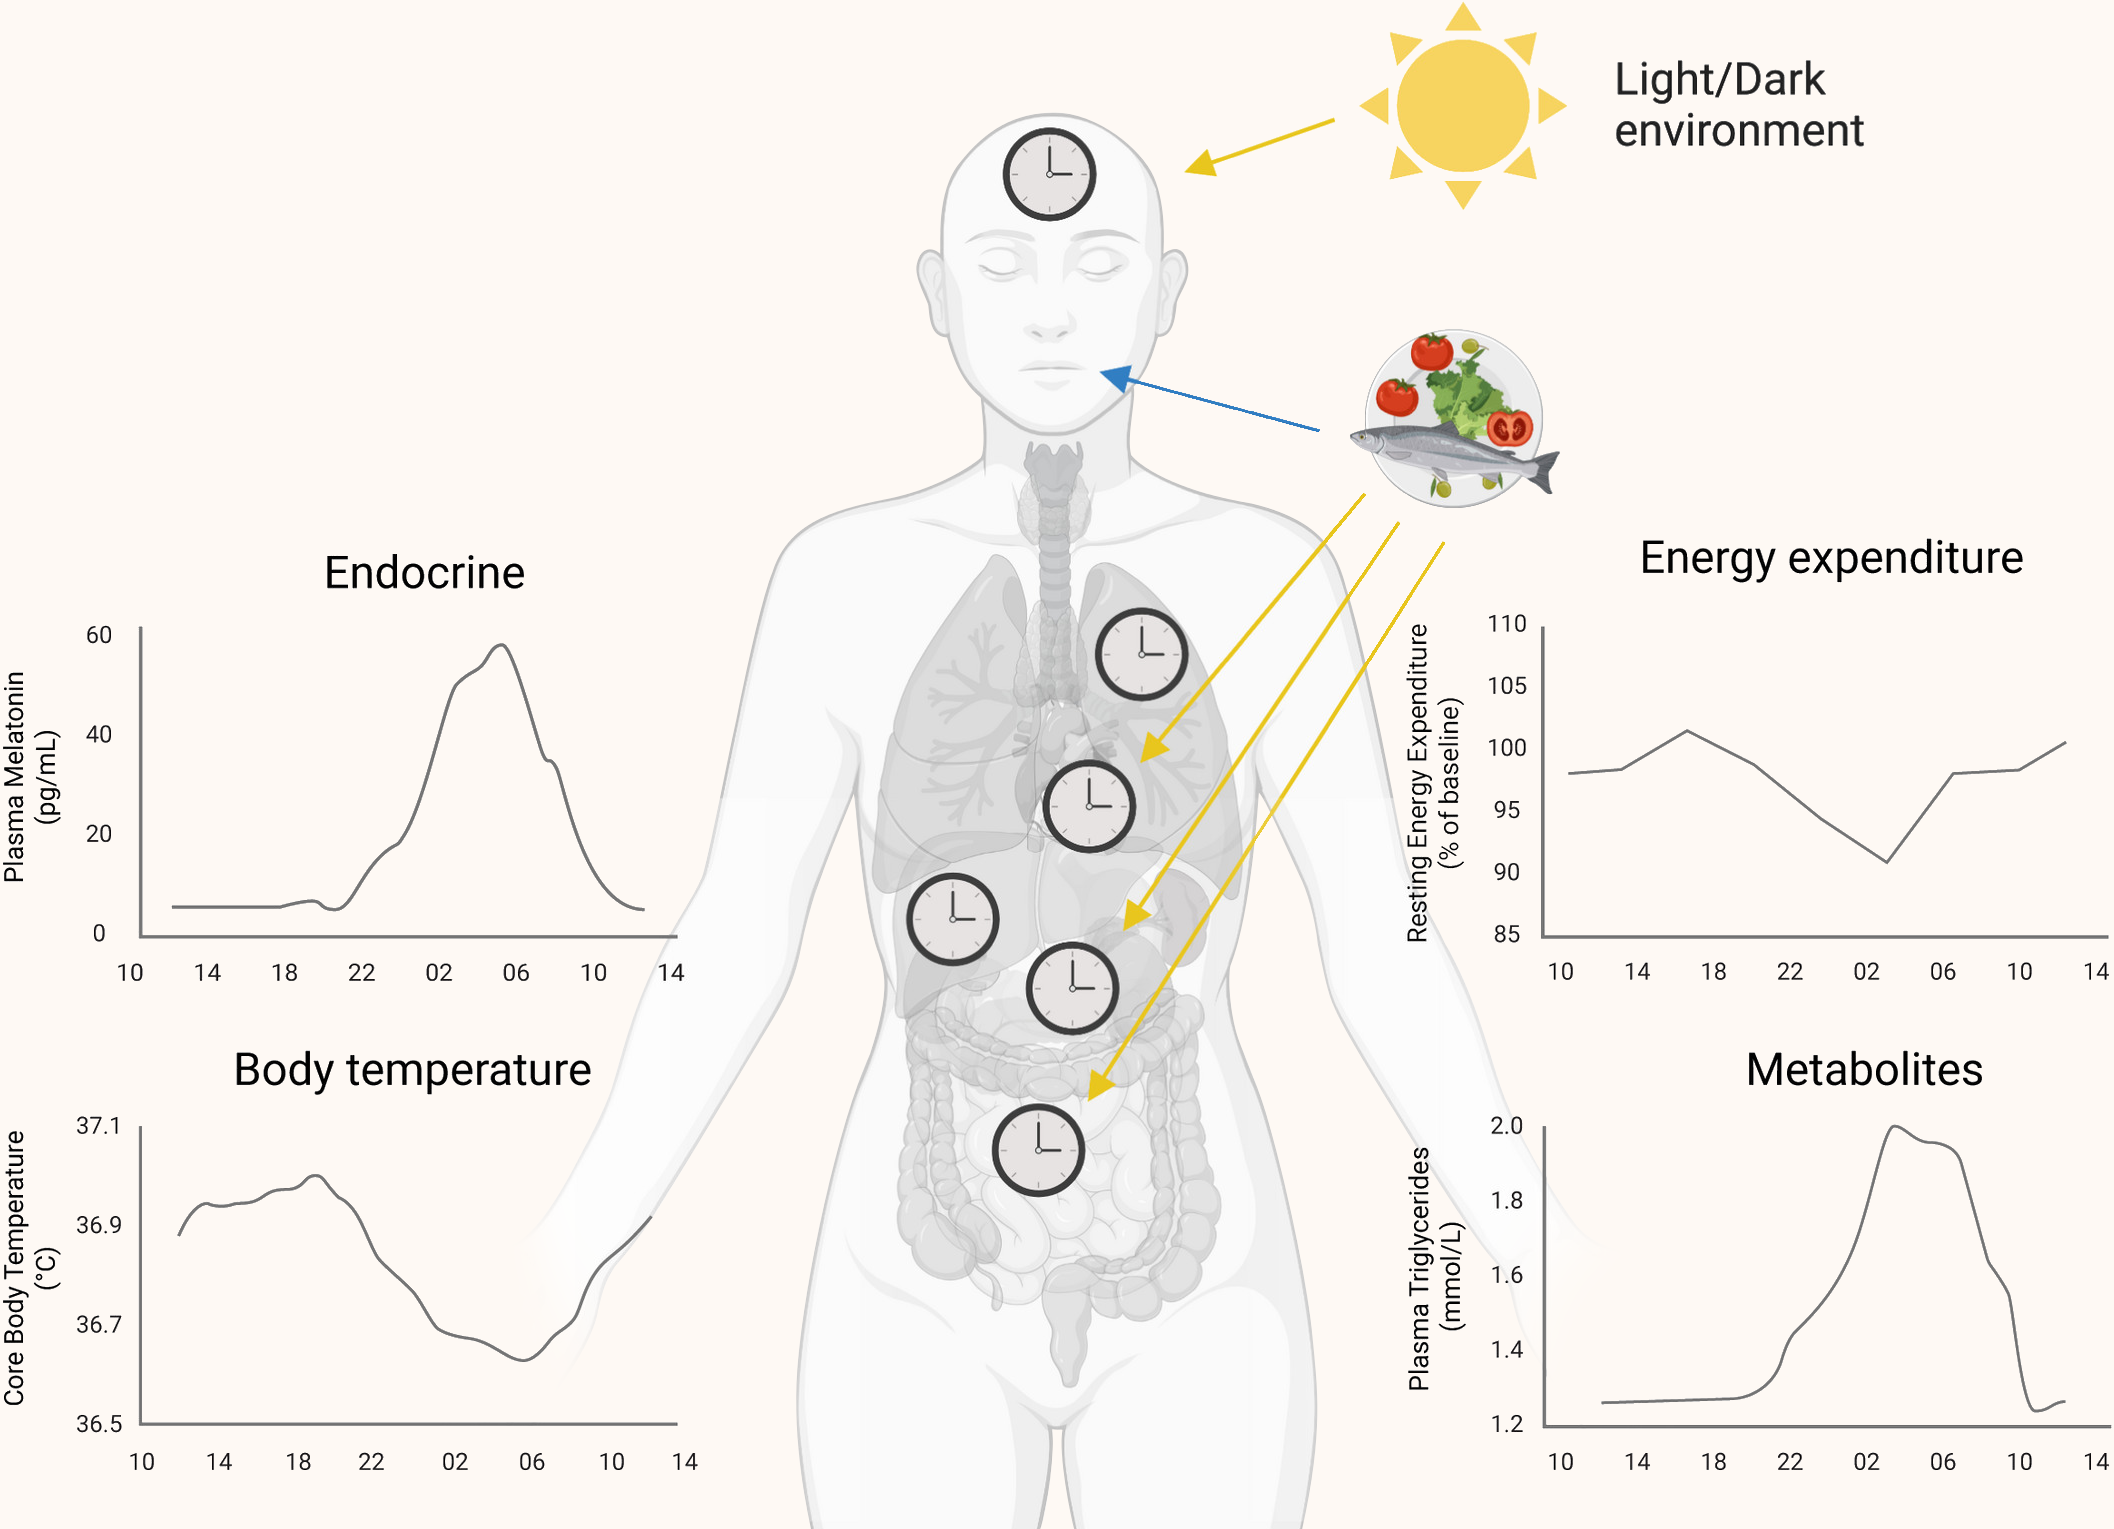 Light/Dark
environment
Endocrine
Plasma Melatonin
(pg/mL)
60
40
20
0
10 14 18 22 02 06 10 14
Energy expenditure
Resting Energy Expenditure
(% of baseline)
110
105
100
95
90
85
10 14 18 22 02 06 10 14
Body temperature
Core Body Temperature
(°C)
37.1
36.9
36.7
36.5
10 14 18 22 02 06 10 14
Metabolites
Plasma Triglycerides
(mmol/L)
2.0
1.8
1.6
1.4
1.2
10 14 18 22 02 06 10 14